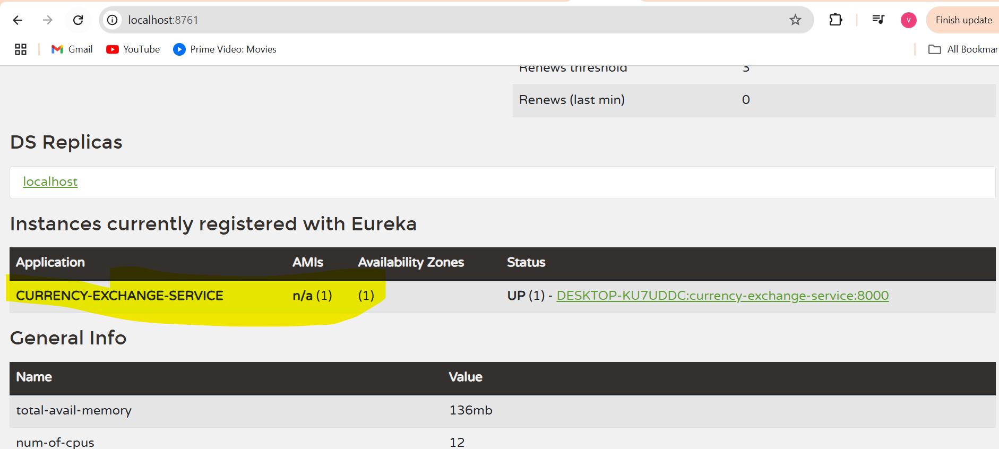 localhost:8761
V
Finish update
Gmail
YouTube
Prime Video: Movies
All Bookmar
Renews threshold 3
Renews (last min) 0
DS Replicas
localhost
Instances currently registered with Eureka
Application AMIs Availability Zones Status
CURRENCY-EXCHANGE-SERVICE n/a (1) (1) UP (1) - DESKTOP-KU7UDDC:currency-exchange-service:8000
General Info
Name Value
total-avail-memory 136mb
num-of-cpus 12